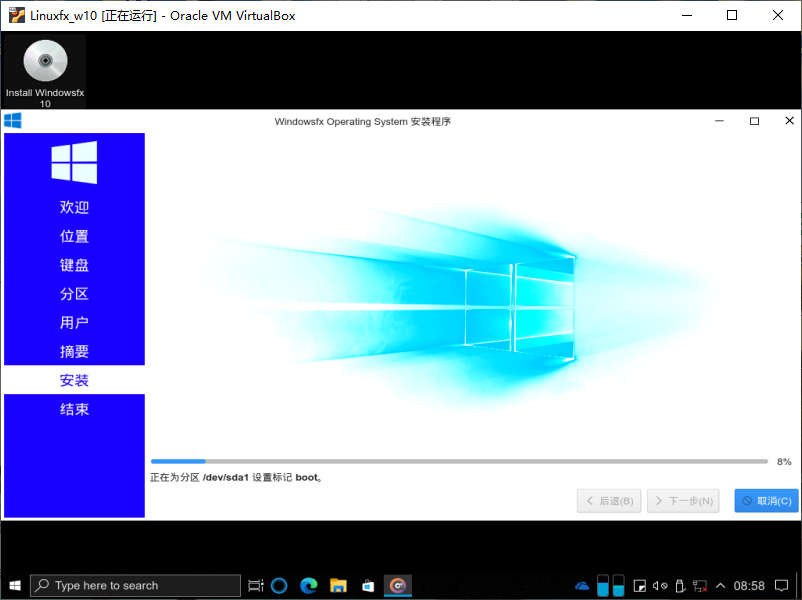 Linuxfx_w10 [正在运行] - Oracle VM VirtualBox
Install Windowsfx
10
Windowsfx Operating System 安装程序
欢迎
位置
键盘
分区
用户
摘要
安装
结束
8%
正在为分区 /dev/sda1 设置标记 boot。
后退(B)
下一步(N)
取消(C)
Type here to search
08:58